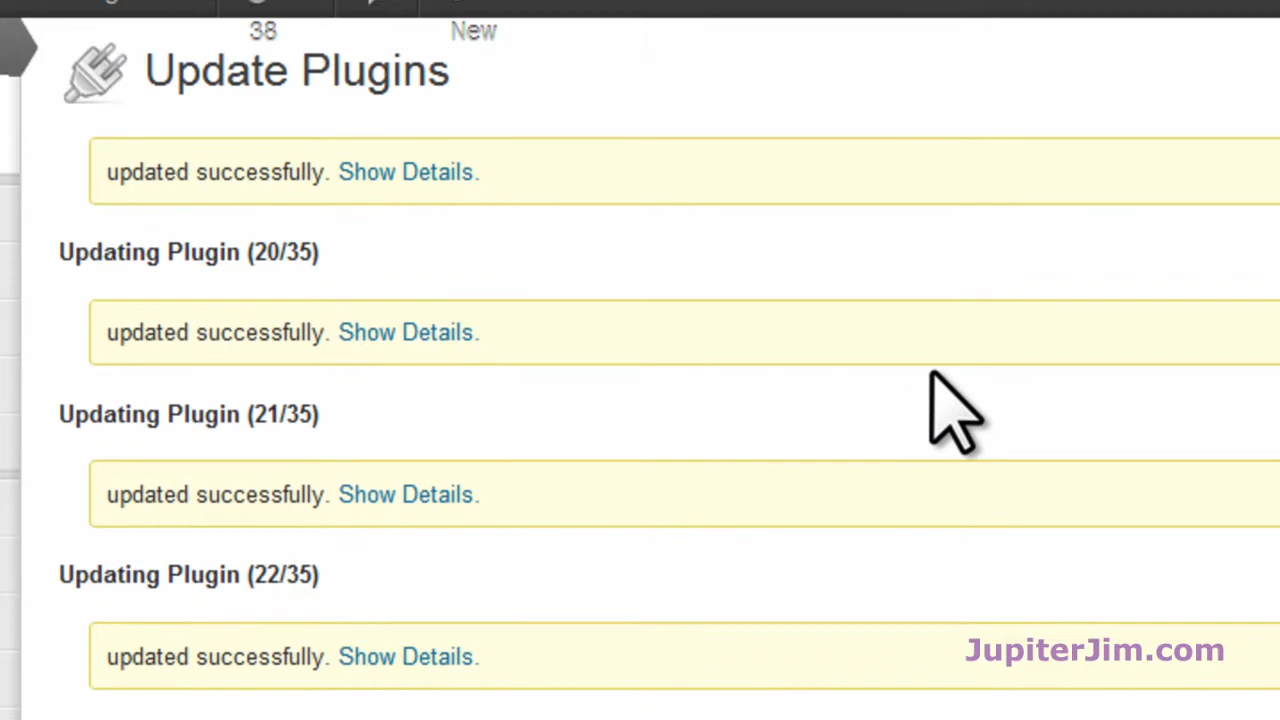 38 New
Update Plugins
updated successfully. Show Details.
Updating Plugin (20/35)
updated successfully. Show Details.
Updating Plugin (21/35)
updated successfully. Show Details.
Updating Plugin (22/35)
updated successfully. Show Details.
JupiterJim.com